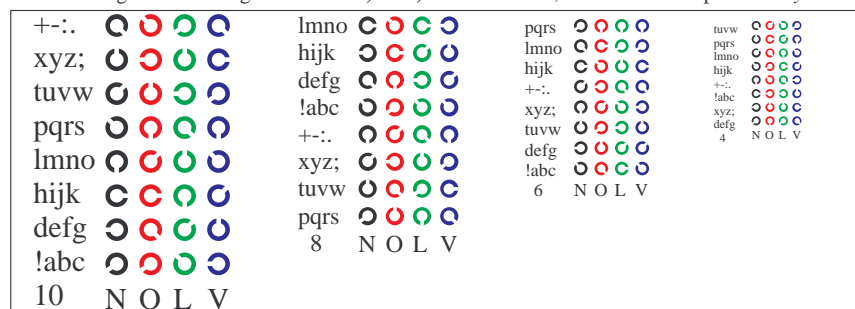 +-:.
xyz;
tuvw
pqrs
lmno
hijk
defg
!abc
10 N O L V
lmno
hijk
defg
!abc
+-:.
xyz;
tuvw
pqrs
8 N O L V
pqrs
lmno
hijk
+-:.
xyz;
tuvw
defg
!abc
6 N O L V
tuvw
pqrs
lmno
hijk
+-:.
!abc
xyz;
defg
4 N O L V